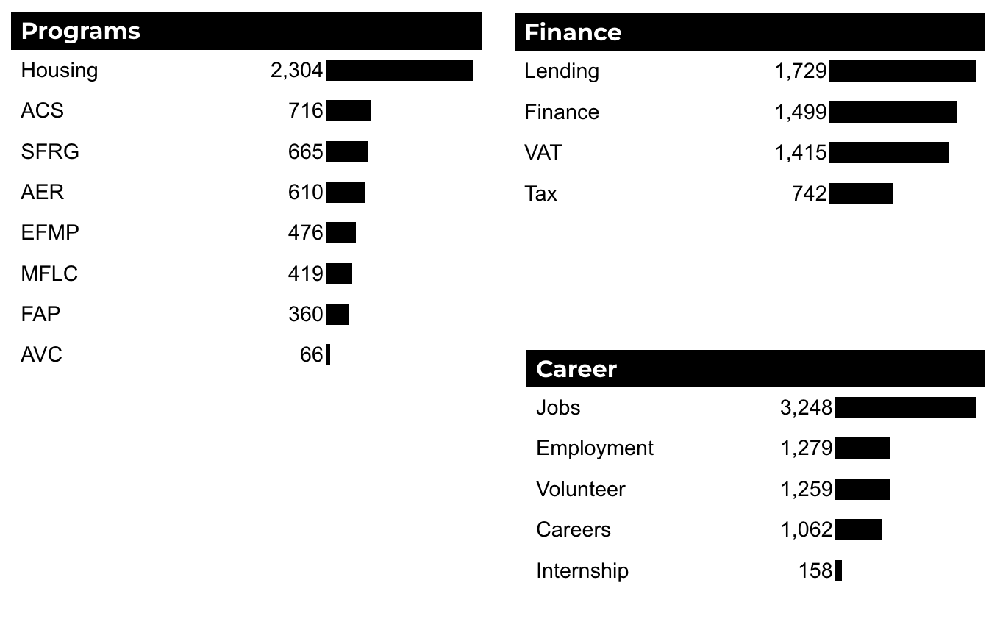 Programs
Housing 2,304
ACS 716
SFRG 665
AER 610
EFMP 476
MFLC 419
FAP 360
AVC 66
Finance
Lending 1,729
Finance 1,499
VAT 1,415
Tax 742
Career
Jobs 3,248
Employment 1,279
Volunteer 1,259
Careers 1,062
Internship 158